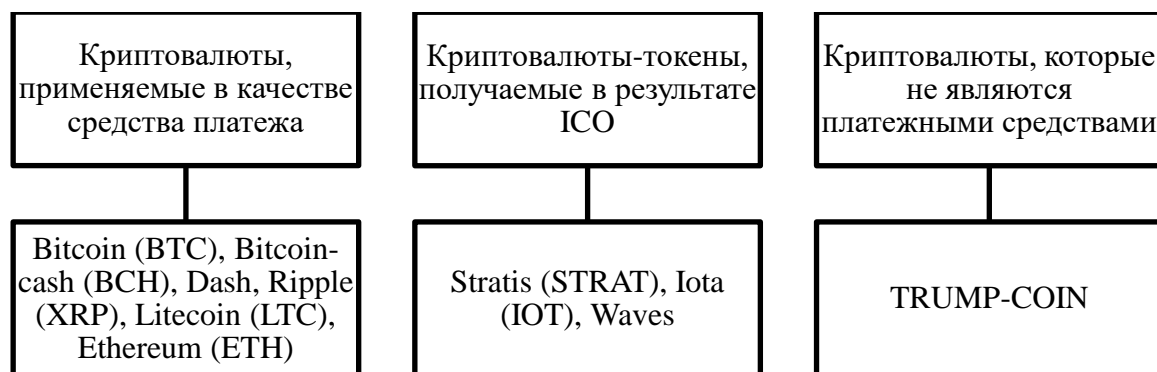 Криптовалюты,
применяемые в качестве
средства платежа
Криптовалюты-токены,
получаемые в результате
ICO
Криптовалюты, которые
не являются
платежными средствами
Bitcoin (BTC), Bitcoin-
cash (BCH), Dash, Ripple
(XRP), Litecoin (LTC),
Ethereum (ETH)
Stratis (STRAT), Iota
(IOT), Waves
TRUMP-COIN